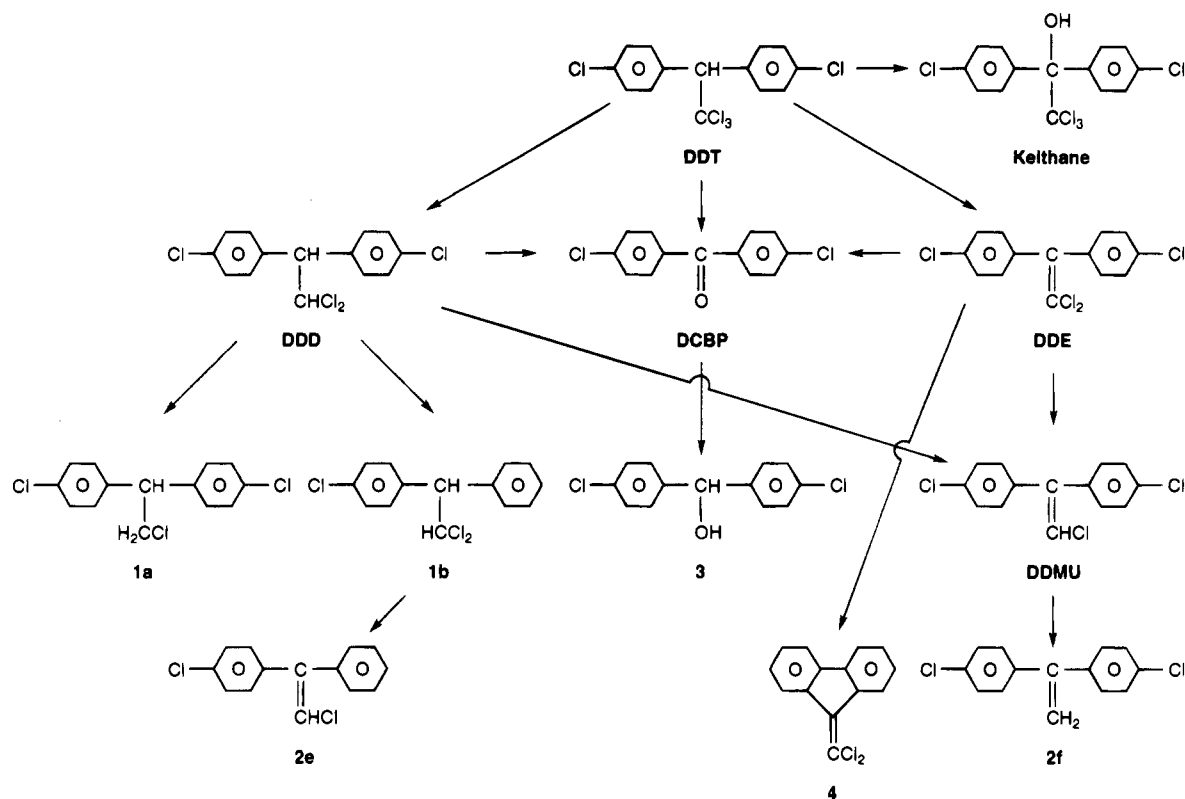 OH
Cl O CH O Cl Cl O C O Cl
CCl3 CCl3
DDT Kelthane
Cl O CH O Cl Cl O C O Cl Cl O C O Cl
CHCl2 O CCl2
DDD DCBP DDE
Cl O CH O Cl Cl O CH Cl O CH O Cl Cl O C O Cl
H2CCl HCCl2 OH CHCl
1a 1b 3 DDMU
Cl O C O O O Cl O C O Cl
CHCl CH2
2e CCl2 2f
4